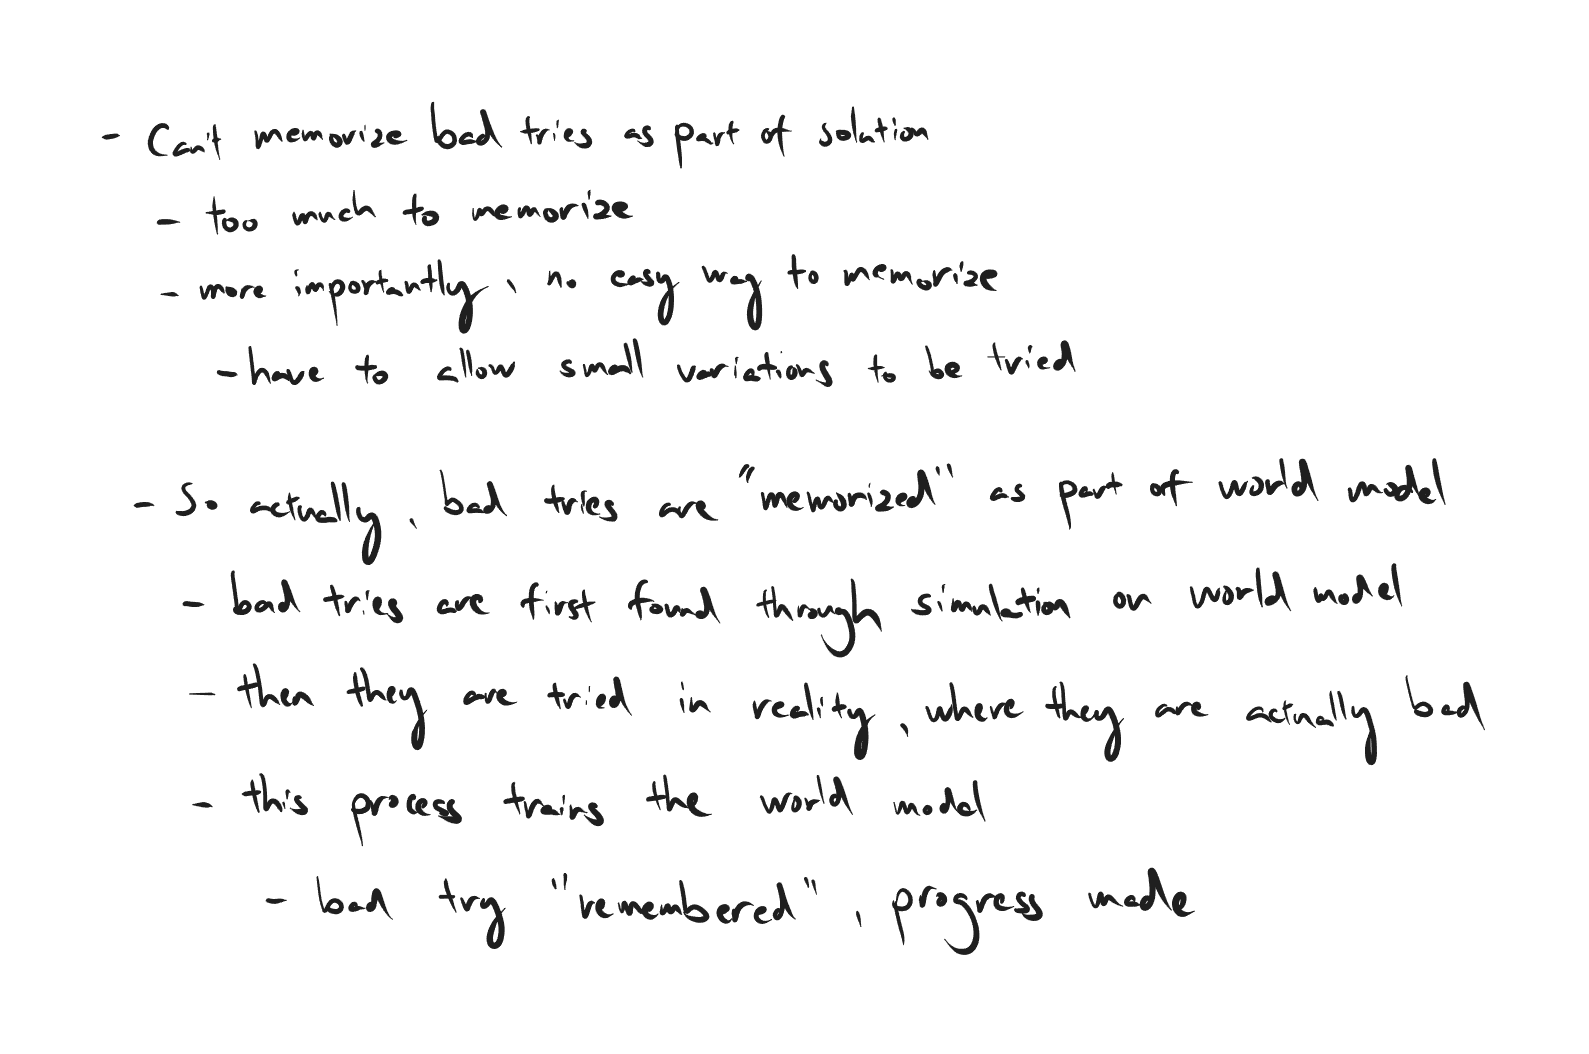 - Can't memorize bad tries as part of solution
- too much to memorize
- more importantly, no easy way to memorize
- have to allow small variations to be tried
- So actually, bad tries are "memorized" as part of world model
- bad tries are first found through simulation on world model
- then they are tried in reality, where they are actually bad
- this process trains the world model
- bad try "remembered", progress made